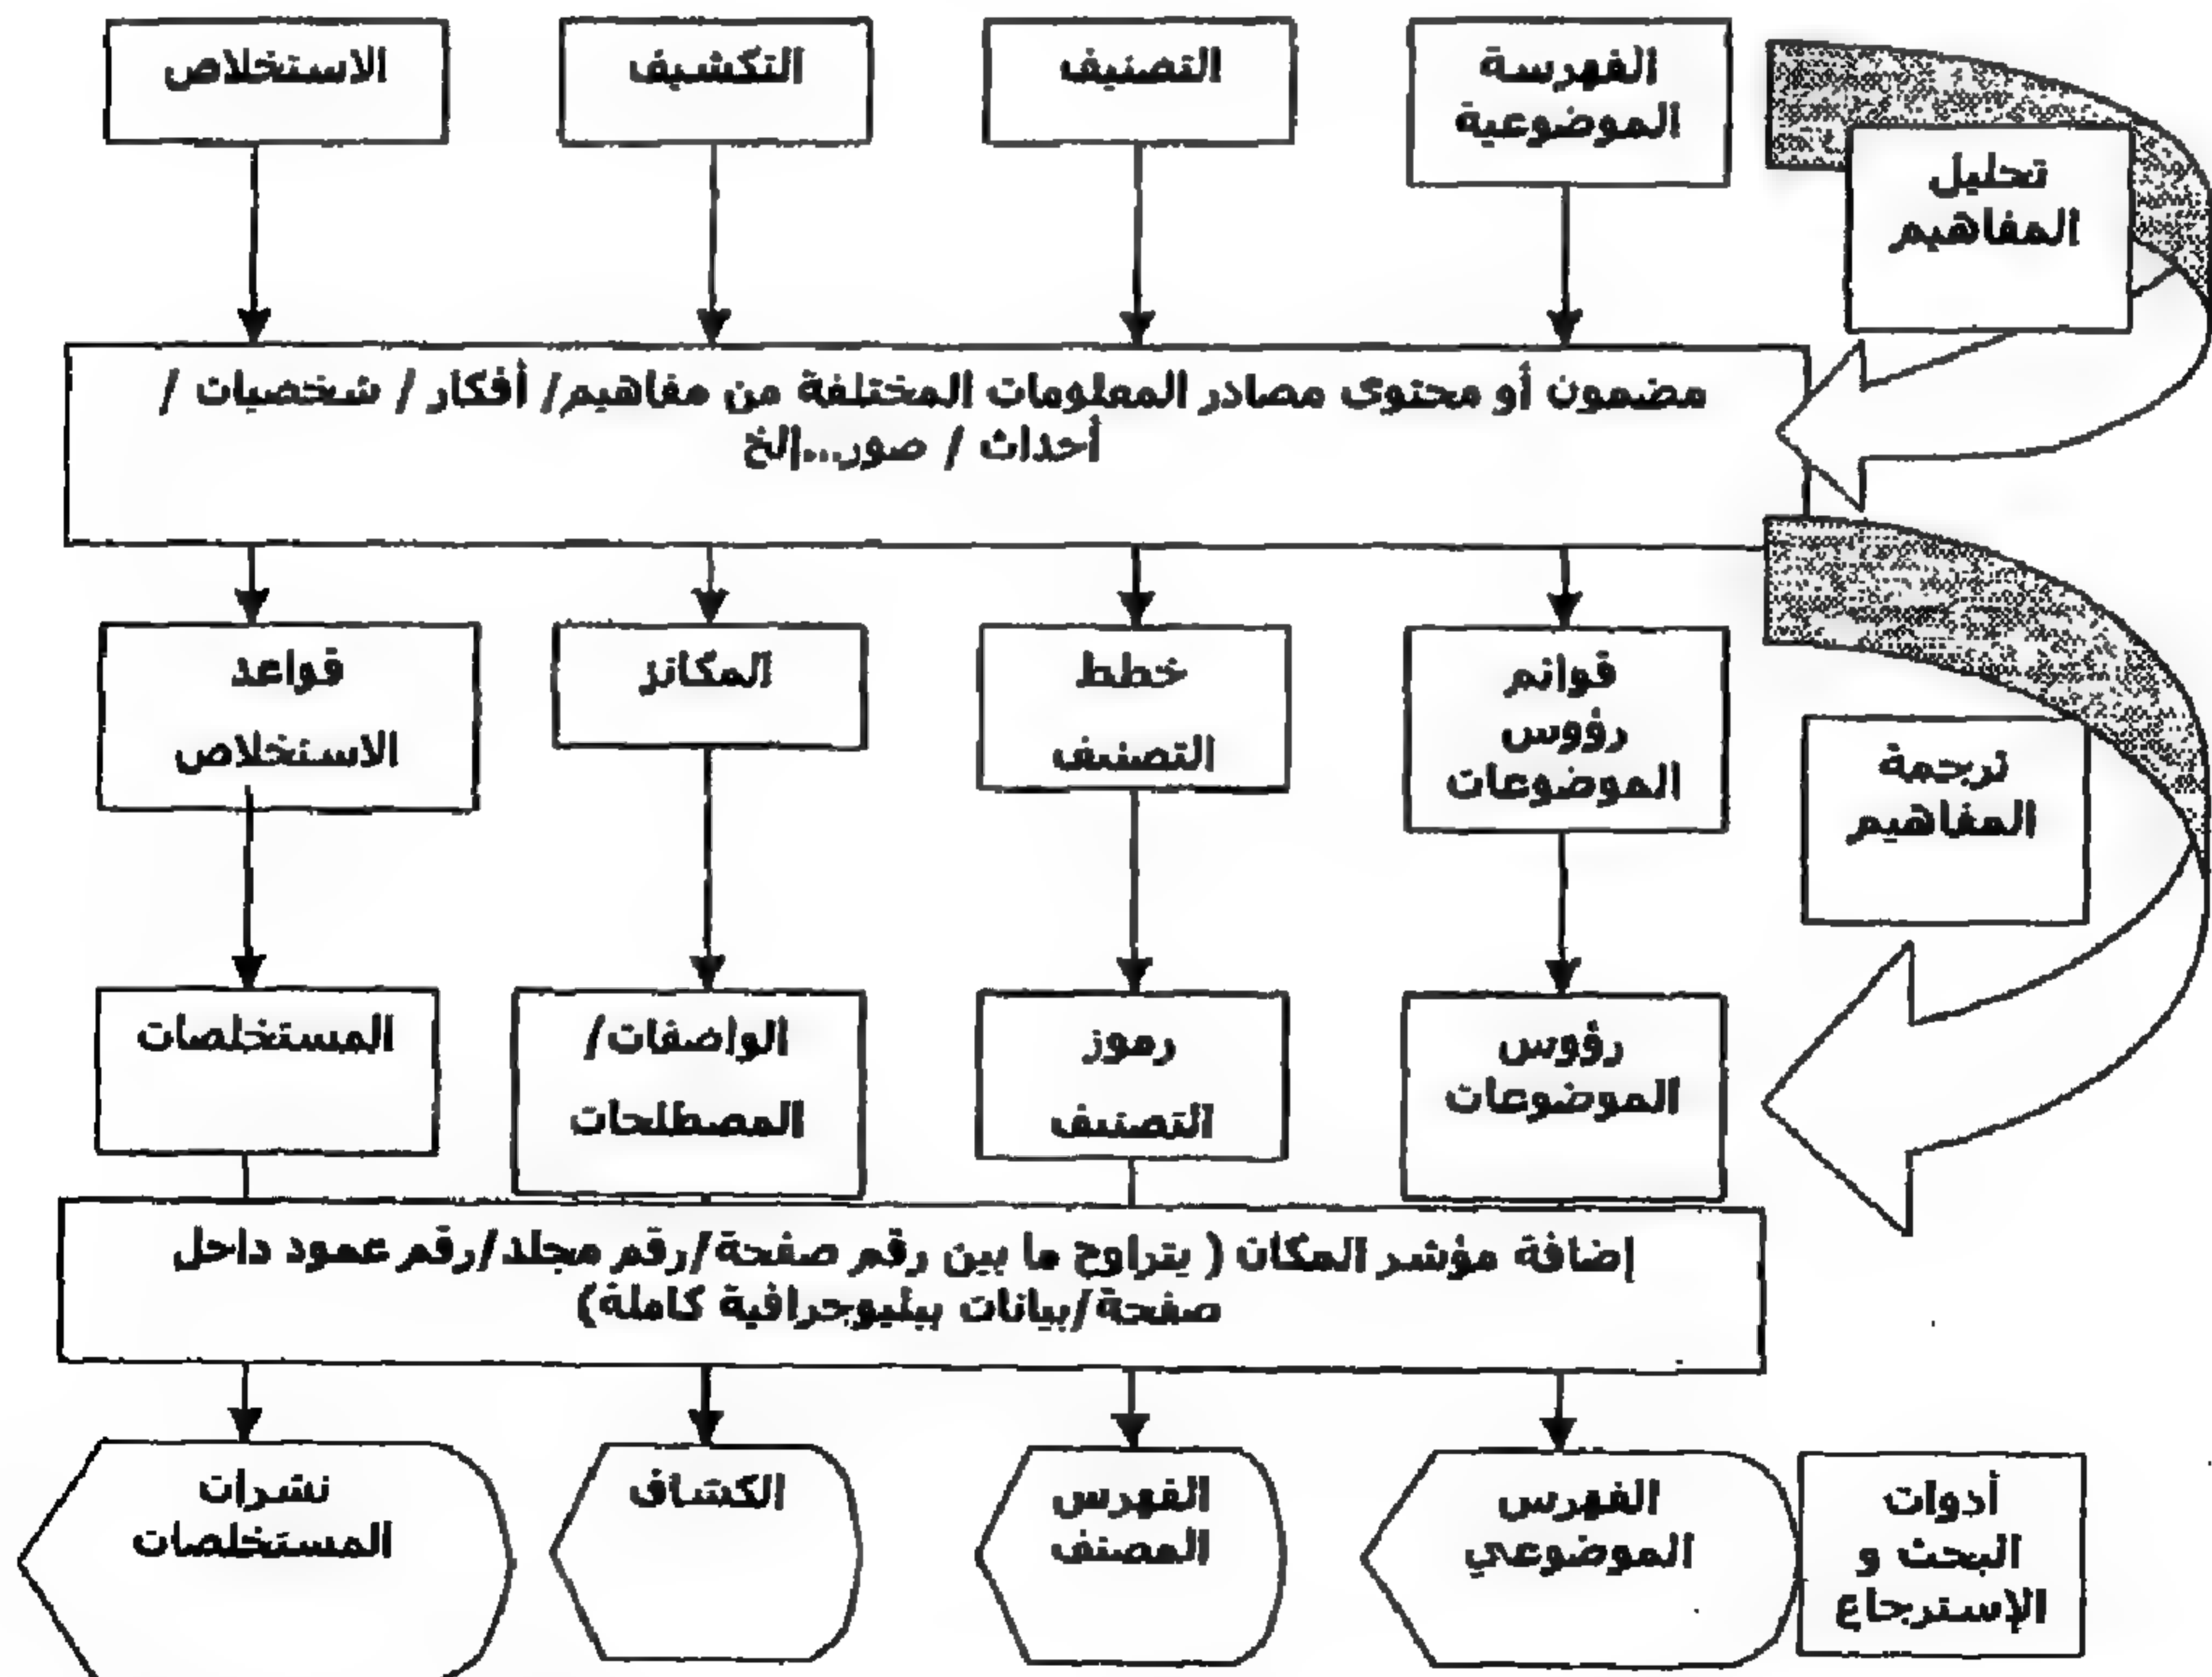 الفهرسة
الموضوعية
التصنيف
التكشيف
الاستخلاص
تحليل
المفاهيم
مضمون أو محتوى مصادر المعلومات المختلفة من مفاهيم/ أفكار / شخصيات /
أحداث / صور...إلخ
قوائم
رؤوس
الموضوعات
خطط
التصنيف
المكانز
قواعد
الاستخلاص
ترجمة
المفاهيم
رؤوس
الموضوعات
رموز
التصنيف
الواصفات/
المصطلحات
المستخلصات
إضافة مؤشر المكان ( يتراوح ما بين رقم صفحة/رقم مجلد/رقم عمود داخل
صفحة/بيانات ببليوجرافية كاملة)
أدوات
البحث و
الإسترجاع
الفهرس
الموضوعي
الفهرس
المصنف
الكشاف
نشرات
المستخلصات